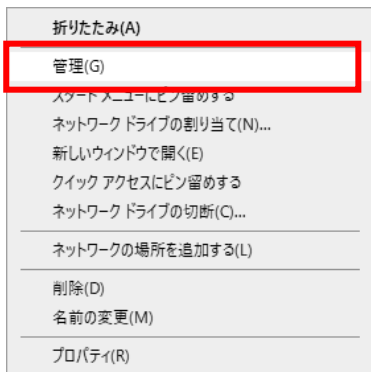 折りたたみ(A)
管理(G)
スタート メニューにピン留めする
ネットワーク ドライブの割り当て(N)...
新しいウィンドウで開く(E)
クイック アクセスにピン留めする
ネットワーク ドライブの切断(C)...
ネットワークの場所を追加する(L)
削除(D)
名前の変更(M)
プロパティ(R)